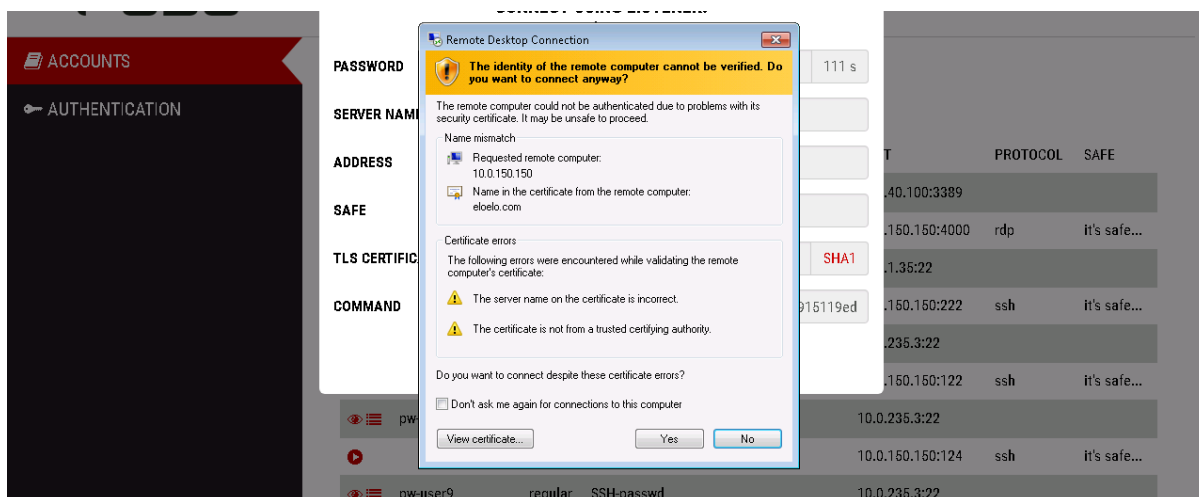 ACCOUNTS
AUTHENTICATION
PASSWORD
111 s
SERVER NAM
ADDRESS
SAFE
TLS CERTIFIC
SHA1
COMMAND
915119ed
Remote Desktop Connection
The identity of the remote computer cannot be verified. Do
you want to connect anyway?
The remote computer could not be authenticated due to problems with its
security certificate. It may be unsafe to proceed.
Name mismatch
Requested remote computer:
10.0.150.150
Name in the certificate from the remote computer:
eloelo.com
Certificate errors
The following errors were encountered while validating the remote
computer's certificate:
The server name on the certificate is incorrect.
The certificate is not from a trusted certifying authority.
Do you want to connect despite these certificate errors?
Don't ask me again for connections to this computer
View certificate...
Yes
No
T PROTOCOL SAFE
.40.100:3389
.150.150:4000 rdp it's safe...
.1.35:22
.150.150:222 ssh it's safe...
.235.3:22
.150.150:122 ssh it's safe...
pw- 10.0.235.3:22
10.0.150.150:124 ssh it's safe...
pw-user9 regular SSH-passwd 10.0.235.3:22